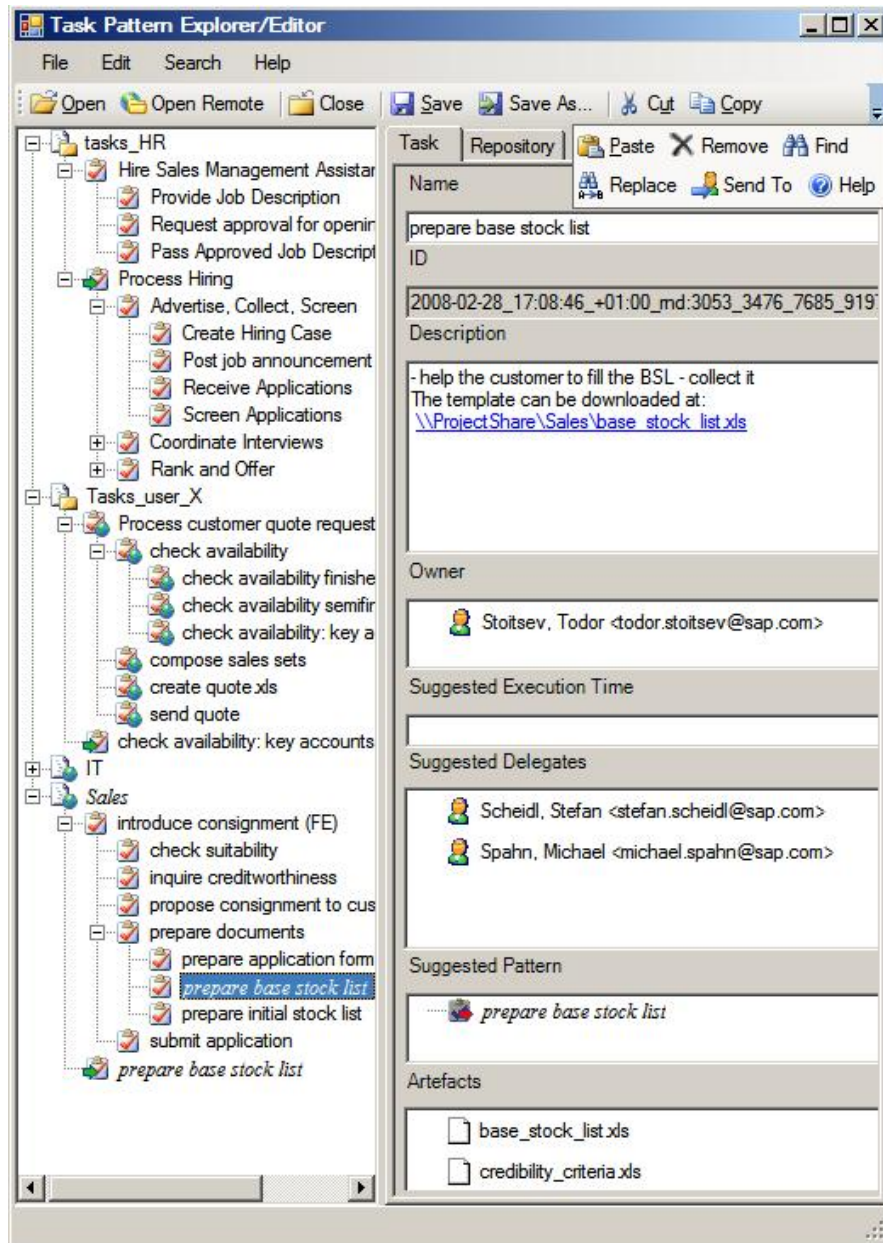 Task Pattern Explorer/Editor
File Edit Search Help
Open Open Remote Close Save Save As... Cut Copy
Paste Remove Find
Replace Send To Help
tasks_HR
Hire Sales Management Assistar
Provide Job Description
Request approval for openin
Pass Approved Job Descript
Process Hiring
Advertise, Collect, Screen
Create Hiring Case
Post job announcement
Receive Applications
Screen Applications
Coordinate Interviews
Rank and Offer
Tasks_user_X
Process customer quote request
check availability
check availability finishe
check availability semifir
check availability: key a
compose sales sets
create quote.xls
send quote
check availability: key accounts
IT
Sales
introduce consignment (FE)
check suitability
inquire creditworthiness
propose consignment to cus
prepare documents
prepare application form
prepare base stock list
prepare initial stock list
submit application
prepare base stock list
Task Repository
Name
prepare base stock list
ID
2008-02-28_17:08:46_+01:00_rnd:3053_3476_7685_9197
Description
- help the customer to fill the BSL - collect it
The template can be downloaded at:
\\ProjectShare\Sales\base_stock_list.xls
Owner
Stoitsev, Todor <todor.stoitsev@sap.com>
Suggested Execution Time
Suggested Delegates
Scheidl, Stefan <stefan.scheidl@sap.com>
Spahn, Michael <michael.spahn@sap.com>
Suggested Pattern
prepare base stock list
Artefacts
base_stock_list.xls
credibility_criteria.xls